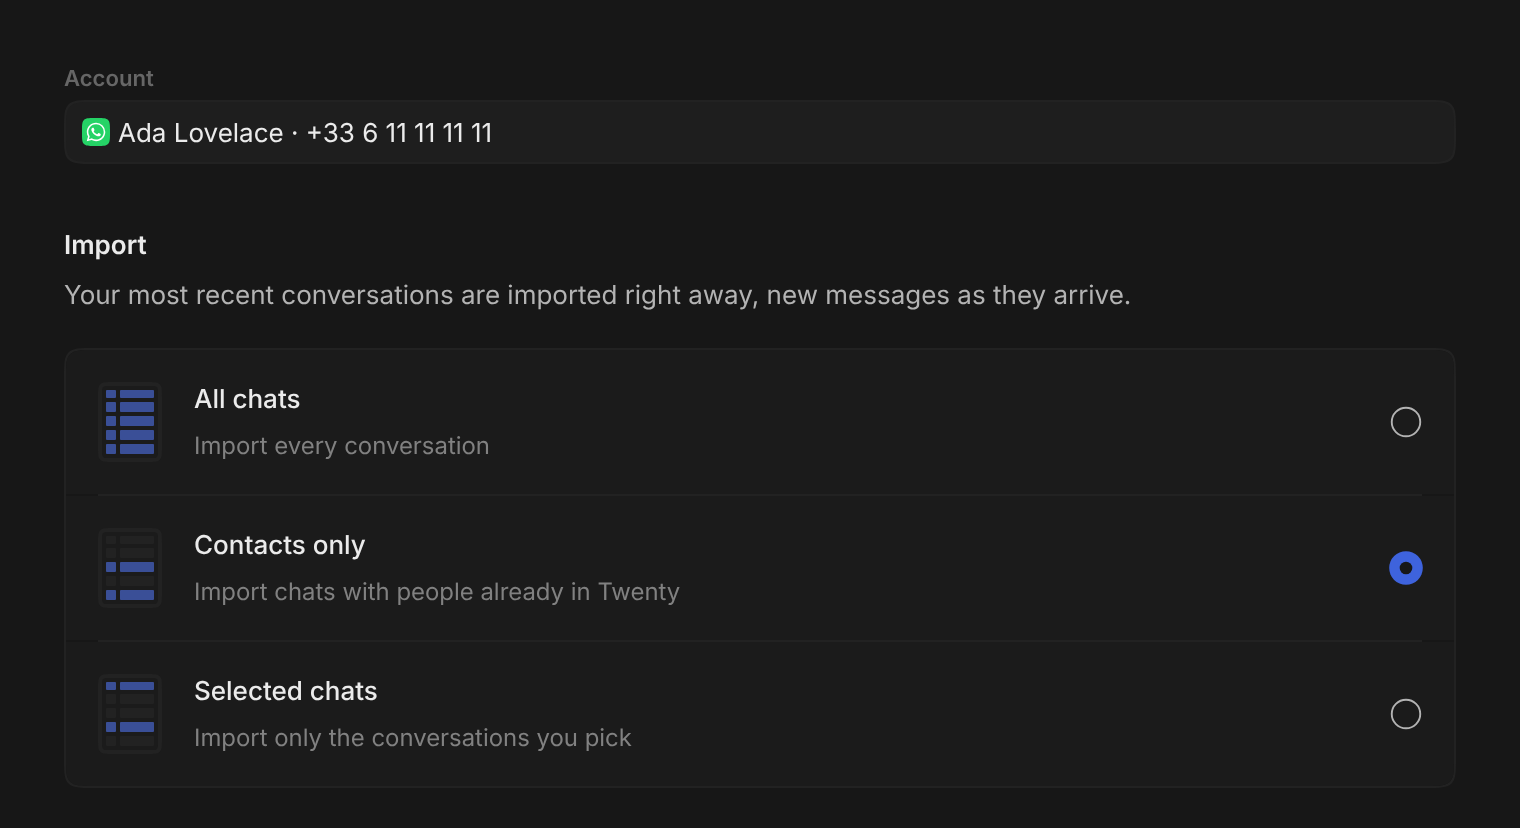 Account
Ada Lovelace · +33 6 11 11 11 11
Import
Your most recent conversations are imported right away, new messages as they arrive.
All chats
Import every conversation
Contacts only
Import chats with people already in Twenty
Selected chats
Import only the conversations you pick